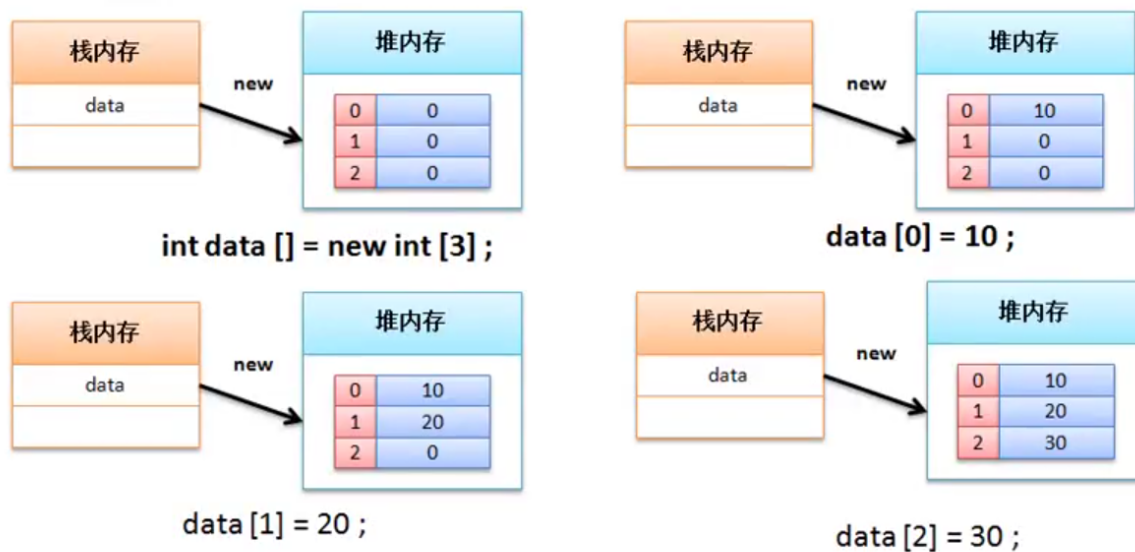 栈内存
data
new
堆内存
0 0
1 0
2 0
int data [] = new int [3] ;
栈内存
data
new
堆内存
0 10
1 0
2 0
data [0] = 10 ;
栈内存
data
new
堆内存
0 10
1 20
2 0
data [1] = 20 ;
栈内存
data
new
堆内存
0 10
1 20
2 30
data [2] = 30 ;